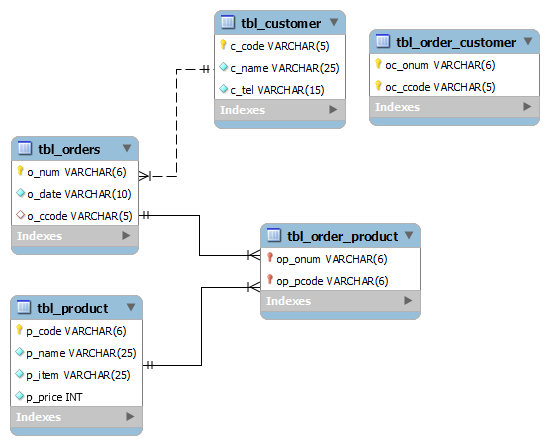 tbl_customer
c_code VARCHAR(5)
c_name VARCHAR(25)
c_tel VARCHAR(15)
Indexes
tbl_order_customer
oc_onum VARCHAR(6)
oc_ccode VARCHAR(5)
Indexes
tbl_orders
o_num VARCHAR(6)
o_date VARCHAR(10)
o_ccode VARCHAR(5)
Indexes
tbl_order_product
op_onum VARCHAR(6)
op_pcode VARCHAR(6)
Indexes
tbl_product
p_code VARCHAR(6)
p_name VARCHAR(25)
p_item VARCHAR(25)
p_price INT
Indexes